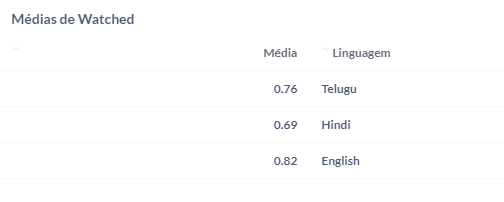 Médias de Watched
Média Linguagem
0.76 Telugu
0.69 Hindi
0.82 English